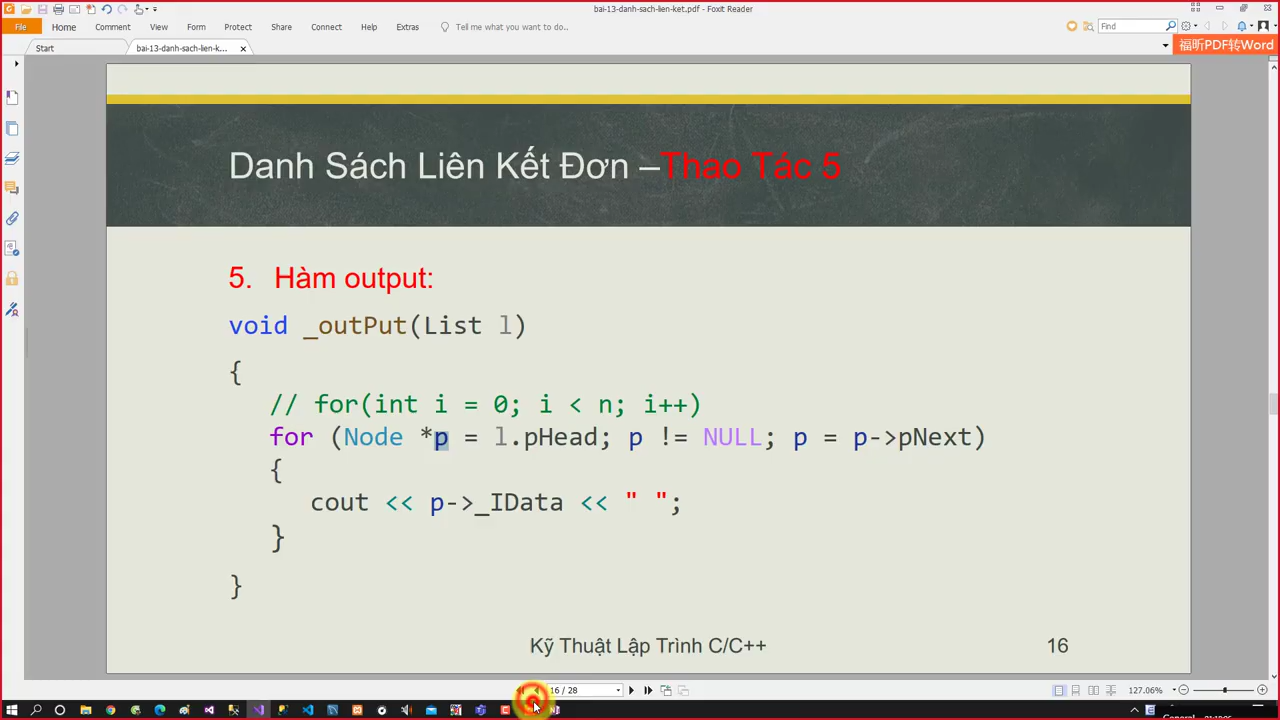 bai-13-danh-sach-lien-ket.pdf - Foxit Reader
File Home Comment View Form Protect Share Connect Help Extras Tell me what you want to do.. Find
Start bai-13-danh-sach-lien-k... 福昕PDF转Word
Danh Sách Liên Kết Đơn –Thao Tác 5
5. Hàm output:
void _outPut(List l)
{
// for(int i = 0; i < n; i++)
for (Node *p = l.pHead; p != NULL; p = p->pNext)
{
cout << p->_IData << " ";
}
}
Kỹ Thuật Lập Trình C/C++ 16
16 / 28 127.06%